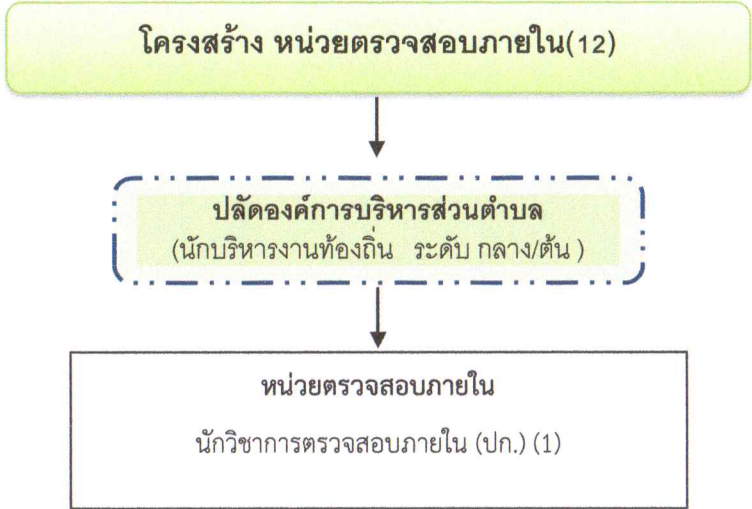 โครงสร้าง หน่วยตรวจสอบภายใน(12)
ปลัดองค์การบริหารส่วนตำบล
(นักบริหารงานท้องถิ่น ระดับ กลาง/ต้น )
หน่วยตรวจสอบภายใน
นักวิชาการตรวจสอบภายใน (ปก.) (1)